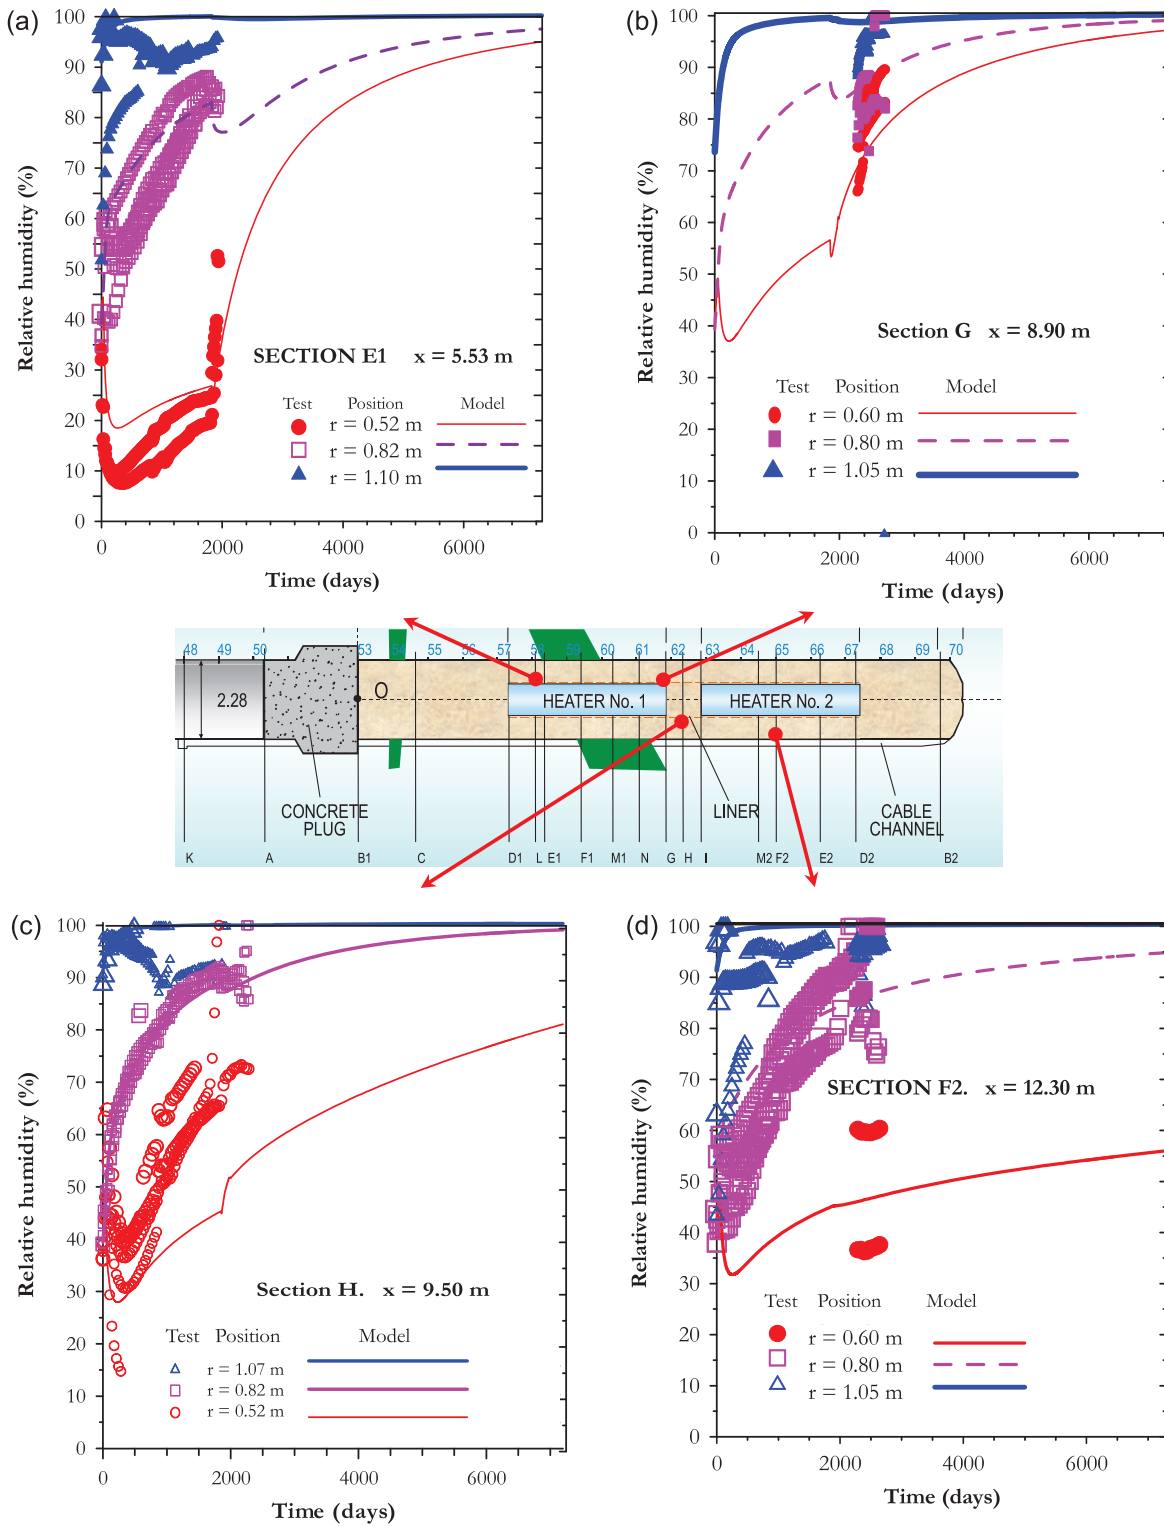 (a)
100
90
80
70
60
50
40
30
20
10
0
Relative humidity (%)
SECTION E1 x = 5.53 m
Test Position Model
r = 0.52 m
r = 0.82 m
r = 1.10 m
0 2000 4000 6000
Time (days)
(b)
100
90
80
70
60
50
40
30
20
10
0
Relative humidity (%)
Section G x = 8.90 m
Test Position Model
r = 0.60 m
r = 0.80 m
r = 1.05 m
0 2000 4000 6000
Time (days)
48 49 50 53 54 55 56 57 58 59 60 61 62 63 64 65 66 67 68 69 70
2.28
O
HEATER No. 1
HEATER No. 2
CONCRETE
PLUG
LINER
CABLE
CHANNEL
K A B1 C D1 L E1 F1 M1 N G H I M2 F2 E2 D2 B2
(c)
100
90
80
70
60
50
40
30
20
10
0
Relative humidity (%)
Section H. x = 9.50 m
Test Position Model
r = 1.07 m
r = 0.82 m
r = 0.52 m
0 2000 4000 6000
Time (days)
(d)
100
90
80
70
60
50
40
30
20
10
0
Relative humidity (%)
SECTION F2. x = 12.30 m
Test Position Model
r = 0.60 m
r = 0.80 m
r = 1.05 m
0 2000 4000 6000
Time (days)